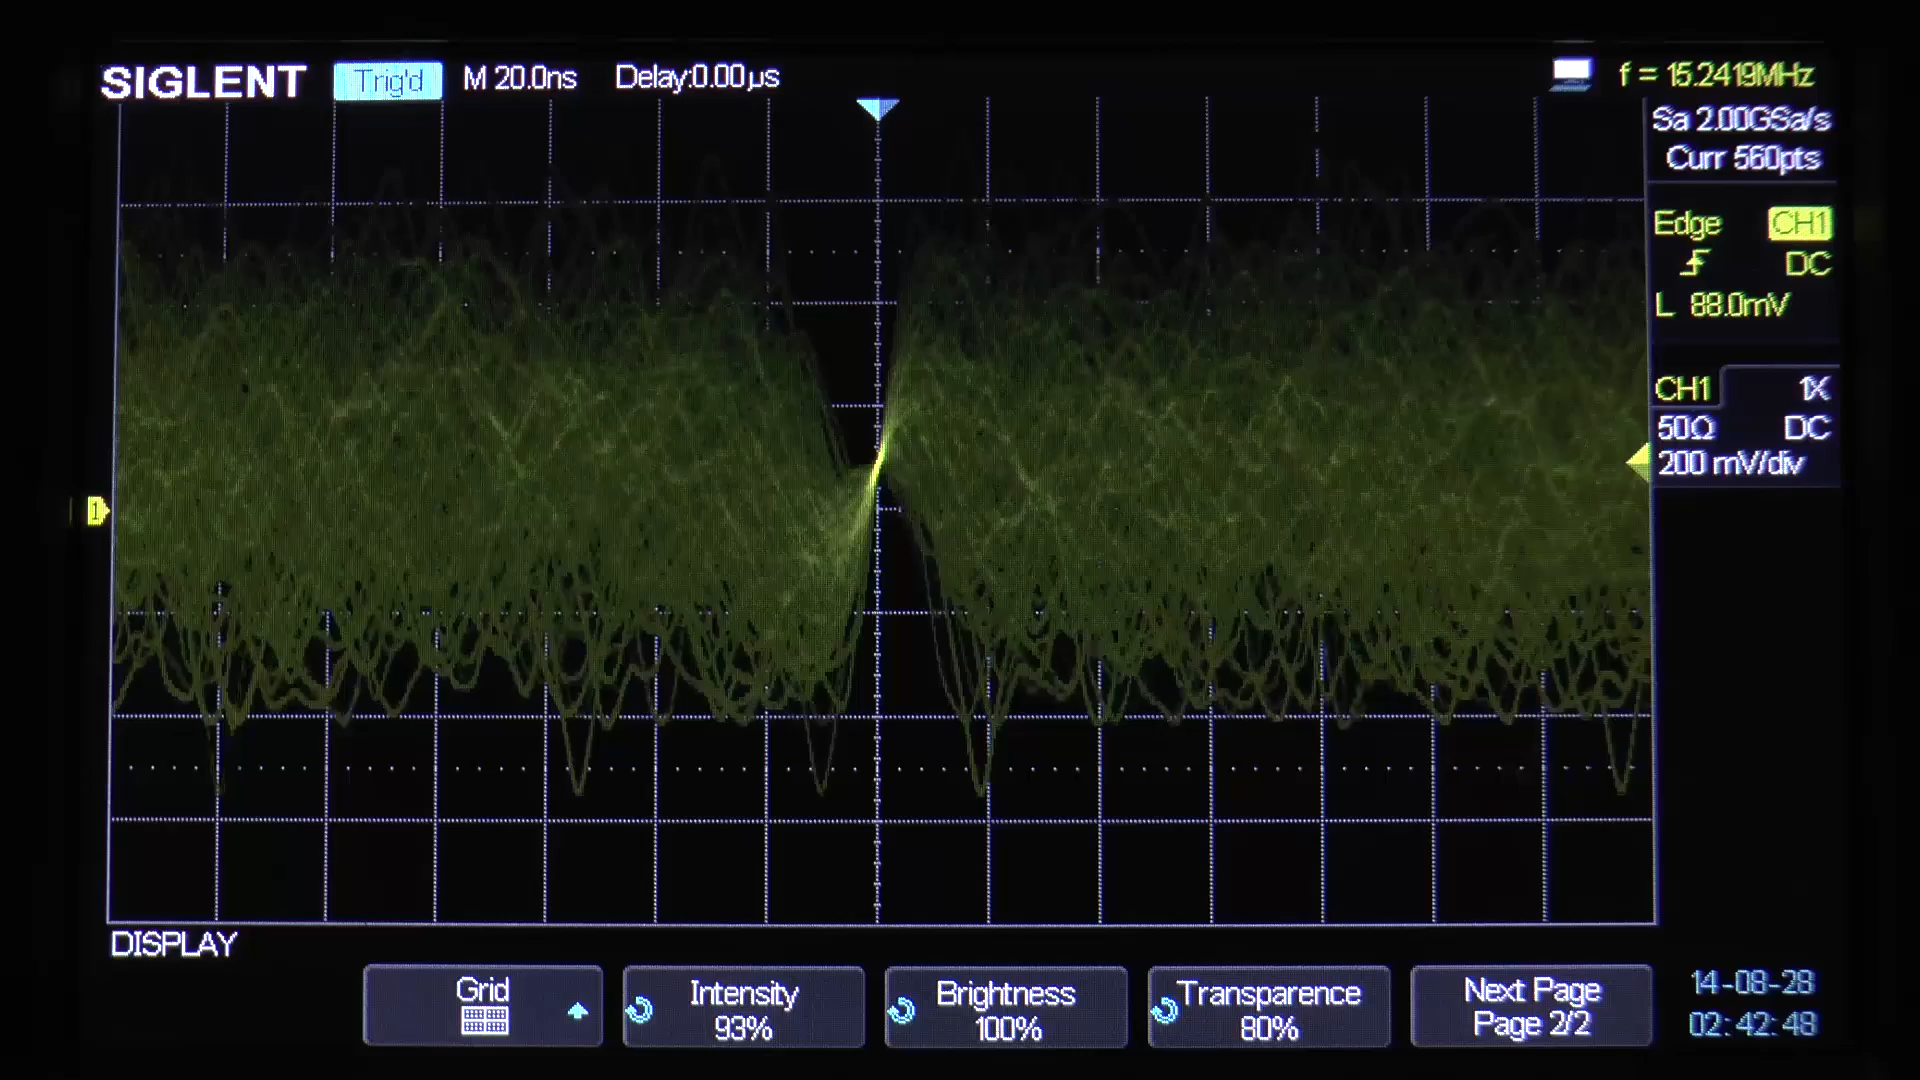 SIGLENT Trig'd M 20.0ns Delay:0.00µs f = 15.2419MHz
Sa 2.00GSa/s
Curr 560pts
Edge CH1
DC
L 88.0mV
CH1 1X
50Ω DC
200 mV/div
1
DISPLAY
Grid
Intensity
93%
Brightness
100%
Transparence
80%
Next Page
Page 2/2
14-08-28
02:42:48